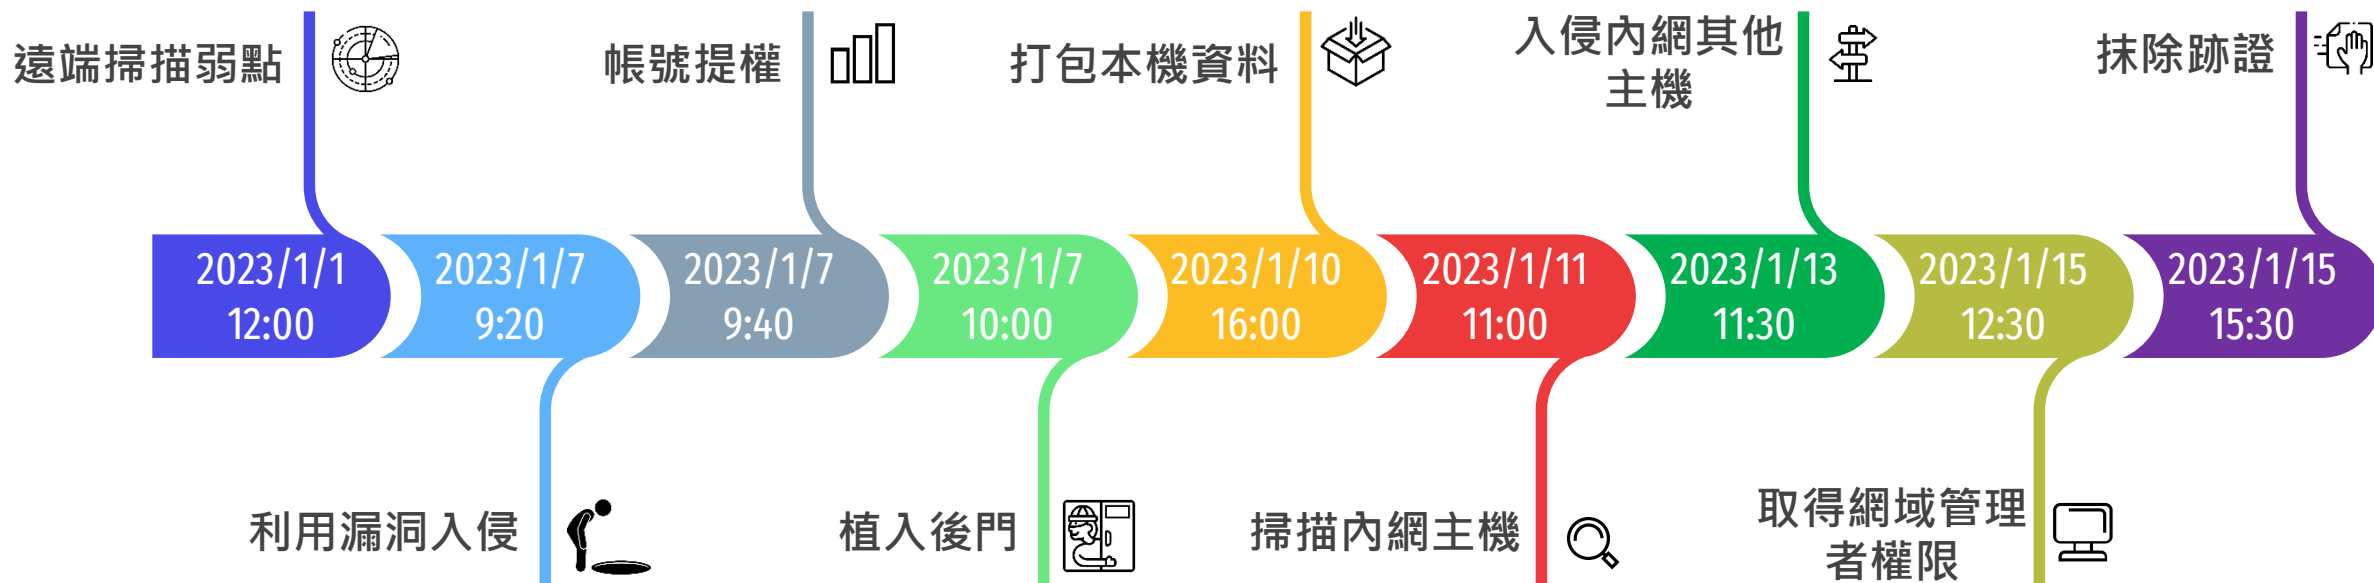 遠端掃描弱點
帳號提權
打包本機資料
入侵內網其他
主機
抹除跡證
2023/1/1
12:00
2023/1/7
9:20
2023/1/7
9:40
2023/1/7
10:00
2023/1/10
16:00
2023/1/11
11:00
2023/1/13
11:30
2023/1/15
12:30
2023/1/15
15:30
利用漏洞入侵
植入後門
掃描內網主機
取得網域管理
者權限